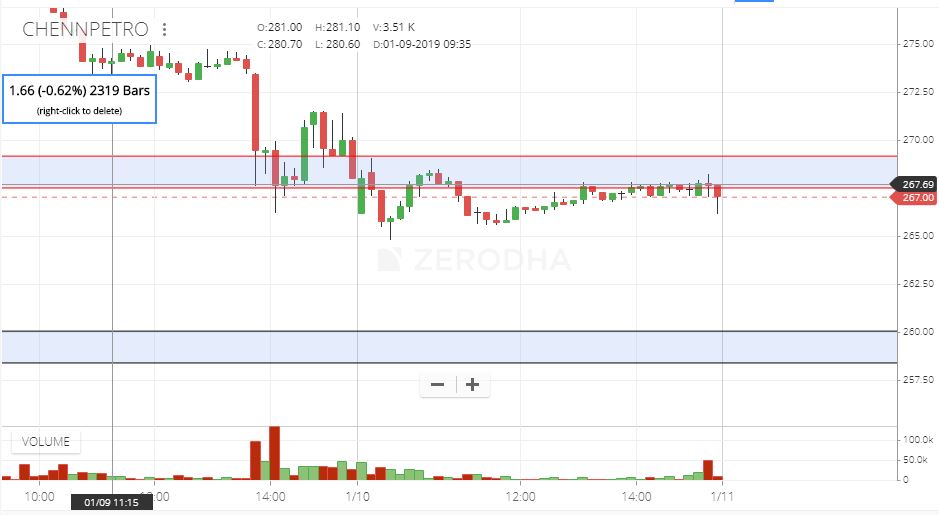 CHENNPETRO
O:281.00 H:281.10 V:3.51 K
C:280.70 L:280.60 D:01-09-2019 09:35
1.66 (-0.62%) 2319 Bars
(right-click to delete)
275.00
272.50
270.00
267.69
267.00
265.00
262.50
260.00
257.50
ZERODHA
VOLUME
100.0k
50.0k
0
10:00
14:00
1/10
12:00
14:00
1/11
01/09 11:15